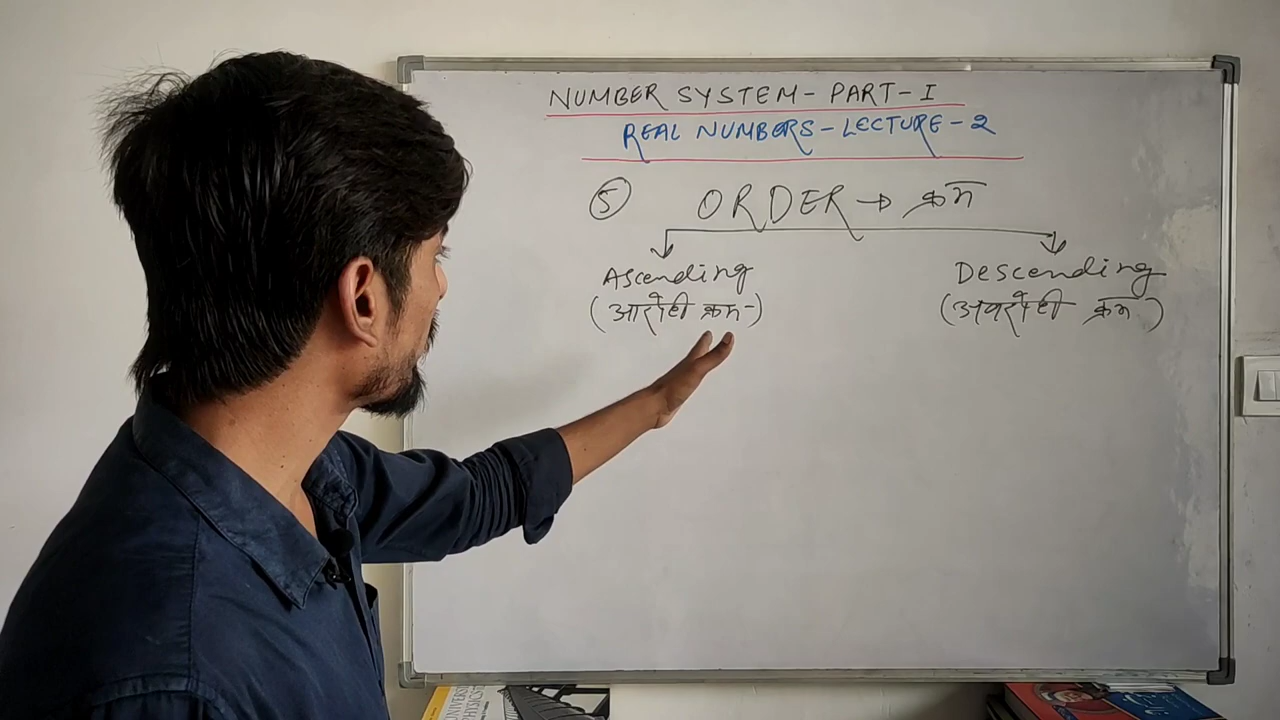 NUMBER SYSTEM - PART - I
REAL NUMBERS - LECTURE - 2
5 ORDER → क्रम
Ascending Descending
(आरोही क्रम) (अवरोही क्रम)